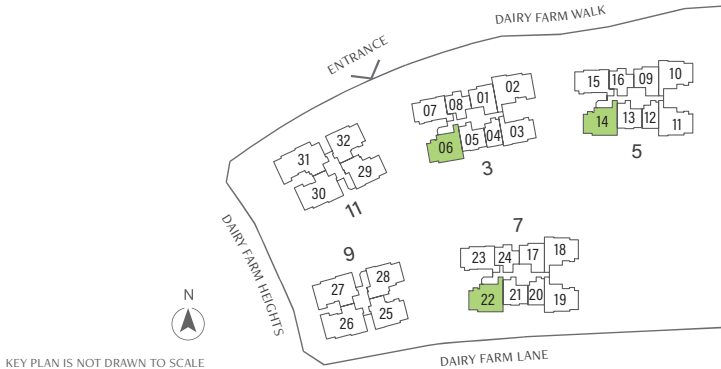 DAIRY FARM WALK
ENTRANCE
15 16 09 10
14 13 12 11
5
07 08 01 02
06 05 04 03
3
31 32
30 29
11
7
23 24 17 18
22 21 20 19
9
27 28
26 25
DAIRY FARM HEIGHTS
N
DAIRY FARM LANE
KEY PLAN IS NOT DRAWN TO SCALE